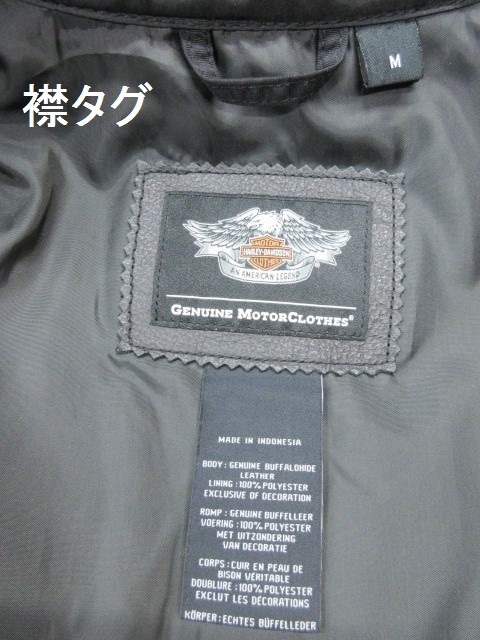 襟タグ
M
MOTOR
HARLEY-DAVIDSON
CLOTHES
AN AMERICAN LEGEND
GENUINE MOTORCLOTHES®
MADE IN INDONESIA
BODY : GENUINE BUFFALOHIDE
LEATHER
LINING : 100% POLYESTER
EXCLUSIVE OF DECORATION
ROMP : GENUINE BUFFELLEER
VOERING : 100% POLYESTER
MET UITZONDERING
VAN DECORATIE
CORPS : CUIR EN PEAU DE
BISON VERITABLE
DOUBLURE : 100% POLYESTER
EXCLUT LES DÉCORATIONS
KÖRPER : ECHTES BÜFFELLEDER